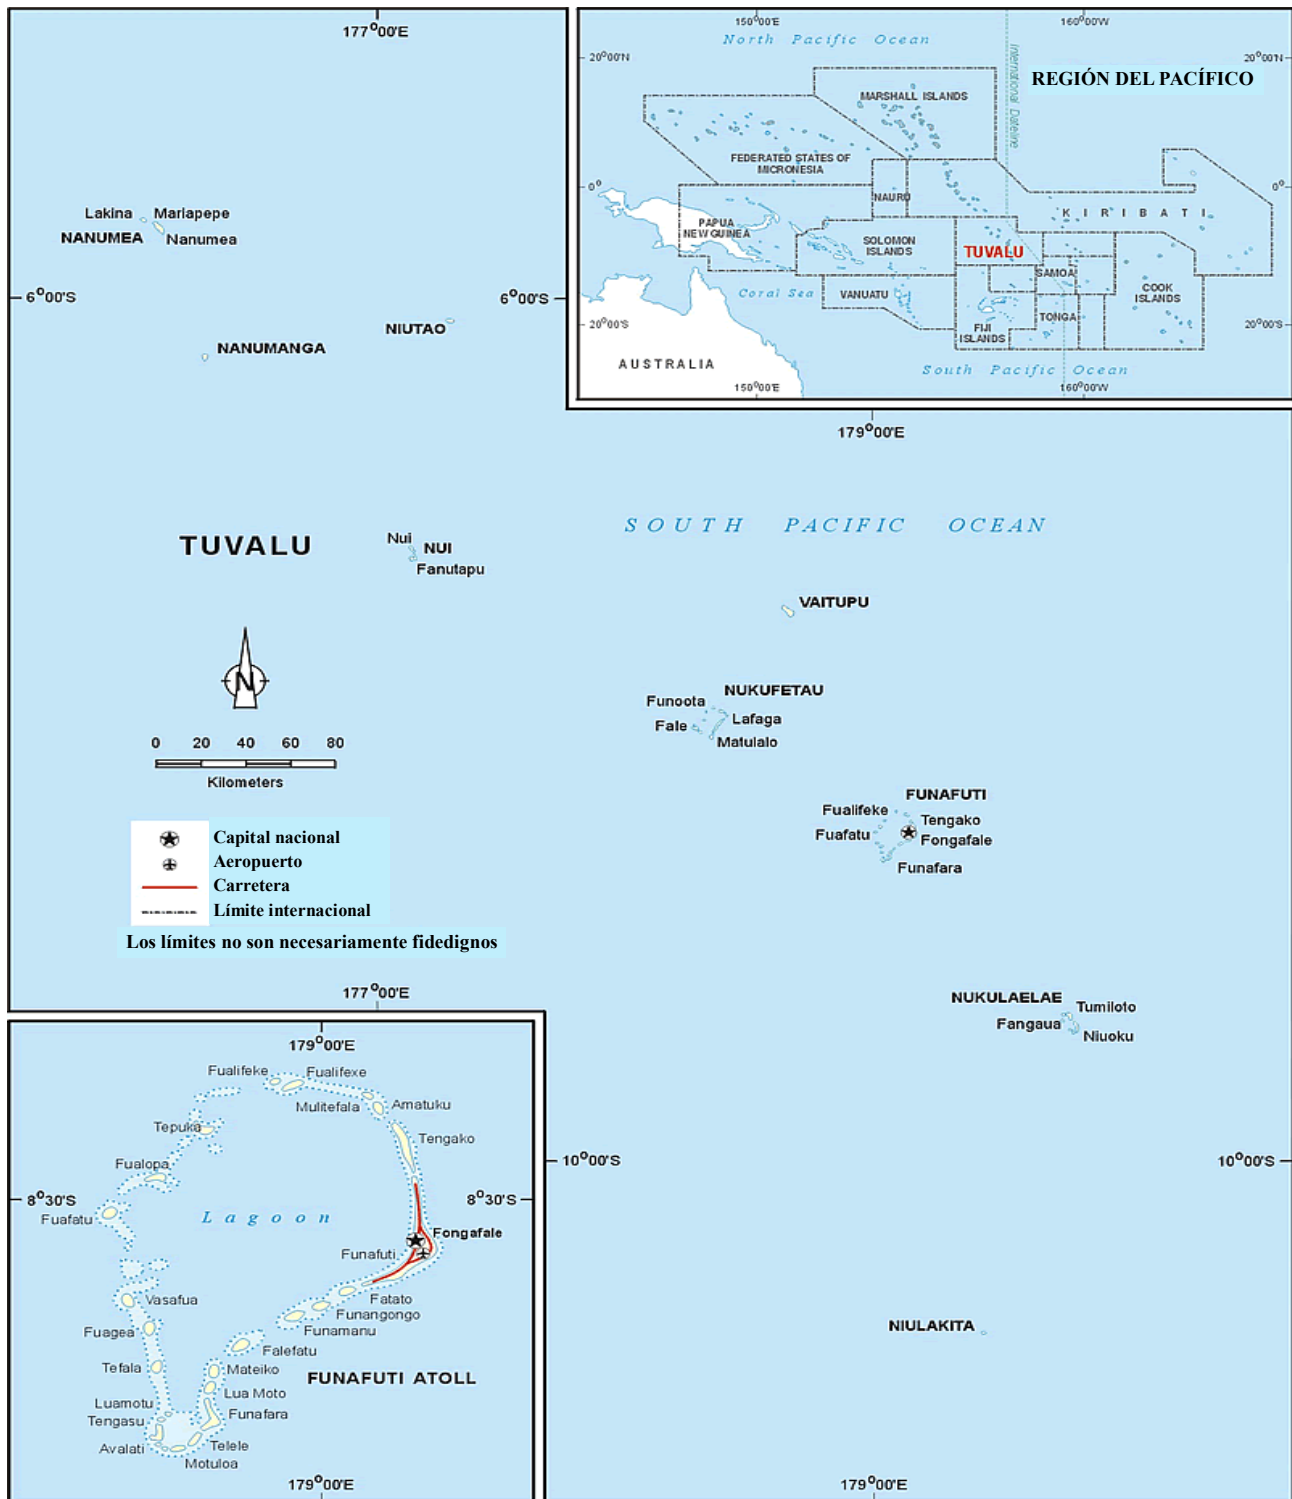 177°00'E
150°00'E
160°00'W
North Pacific Ocean
20°00'N
20°00'N
International Dateline
REGIÓN DEL PACÍFICO
MARSHALL ISLANDS
FEDERATED STATES OF
MICRONESIA
0°
0°
NAURU
KIRIBATI
PAPUA
NEW GUINEA
SOLOMON
ISLANDS
TUVALU
SAMOA
COOK
ISLANDS
Coral Sea
VANUATU
TONGA
FIJI
ISLANDS
20°00'S
20°00'S
AUSTRALIA
South Pacific Ocean
150°00'E
160°00'W
Lakina
Mariapepe
NANUMEA
Nanumea
6°00'S
6°00'S
NIUTAO
NANUMANGA
179°00'E
SOUTH PACIFIC OCEAN
TUVALU
Nui
NUI
Fanutapu
VAITUPU
N
NUKUFETAU
Funoota
Lafaga
Fale
Matulalo
0 20 40 60 80
Kilometers
FUNAFUTI
Fualifeke
Tengako
Fuafatu
Fongafale
Funafara
Capital nacional
Aeropuerto
Carretera
Límite internacional
Los límites no son necesariamente fidedignos
177°00'E
NUKULAELAE
Tumiloto
Fangaua
Niuoku
10°00'S
10°00'S
NIULAKITA
179°00'E
179°00'E
Fualifeke
Fualifexe
Mulitefala
Amatuku
Tepuka
Tengako
Fualopa
8°30'S
8°30'S
Fuafatu
Lagoon
Fongafale
Funafuti
Fatato
Vasafua
Funangongo
Fuagea
Funamanu
Falefatu
Tefala
Mateiko
FUNAFUTI ATOLL
Lua Moto
Luamotu
Funafara
Tengasu
Avalati
Telele
Motuloa
179°00'E